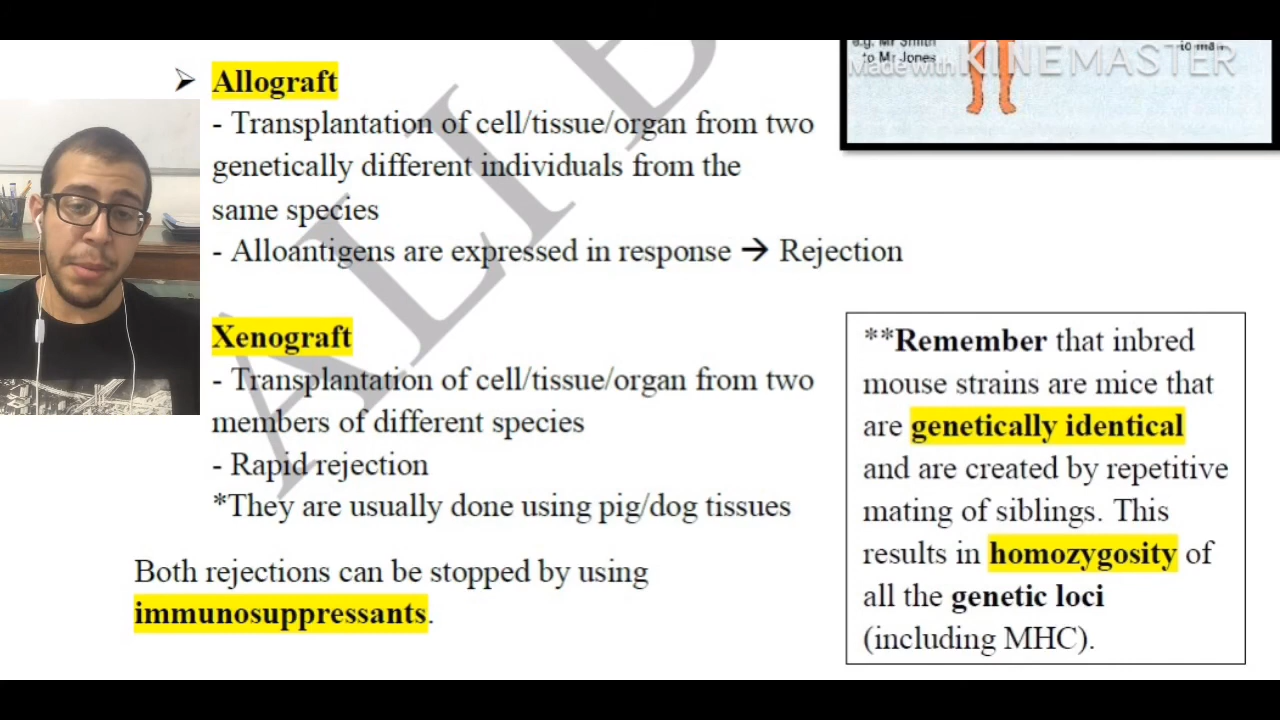 e.g. Mr Smith
to Mr Jones
to man
Made with KINEMASTER
➤ Allograft
- Transplantation of cell/tissue/organ from two
genetically different individuals from the
same species
- Alloantigens are expressed in response → Rejection
Xenograft
- Transplantation of cell/tissue/organ from two
members of different species
- Rapid rejection
*They are usually done using pig/dog tissues
Both rejections can be stopped by using
immunosuppressants.
**Remember that inbred
mouse strains are mice that
are genetically identical
and are created by repetitive
mating of siblings. This
results in homozygosity of
all the genetic loci
(including MHC).